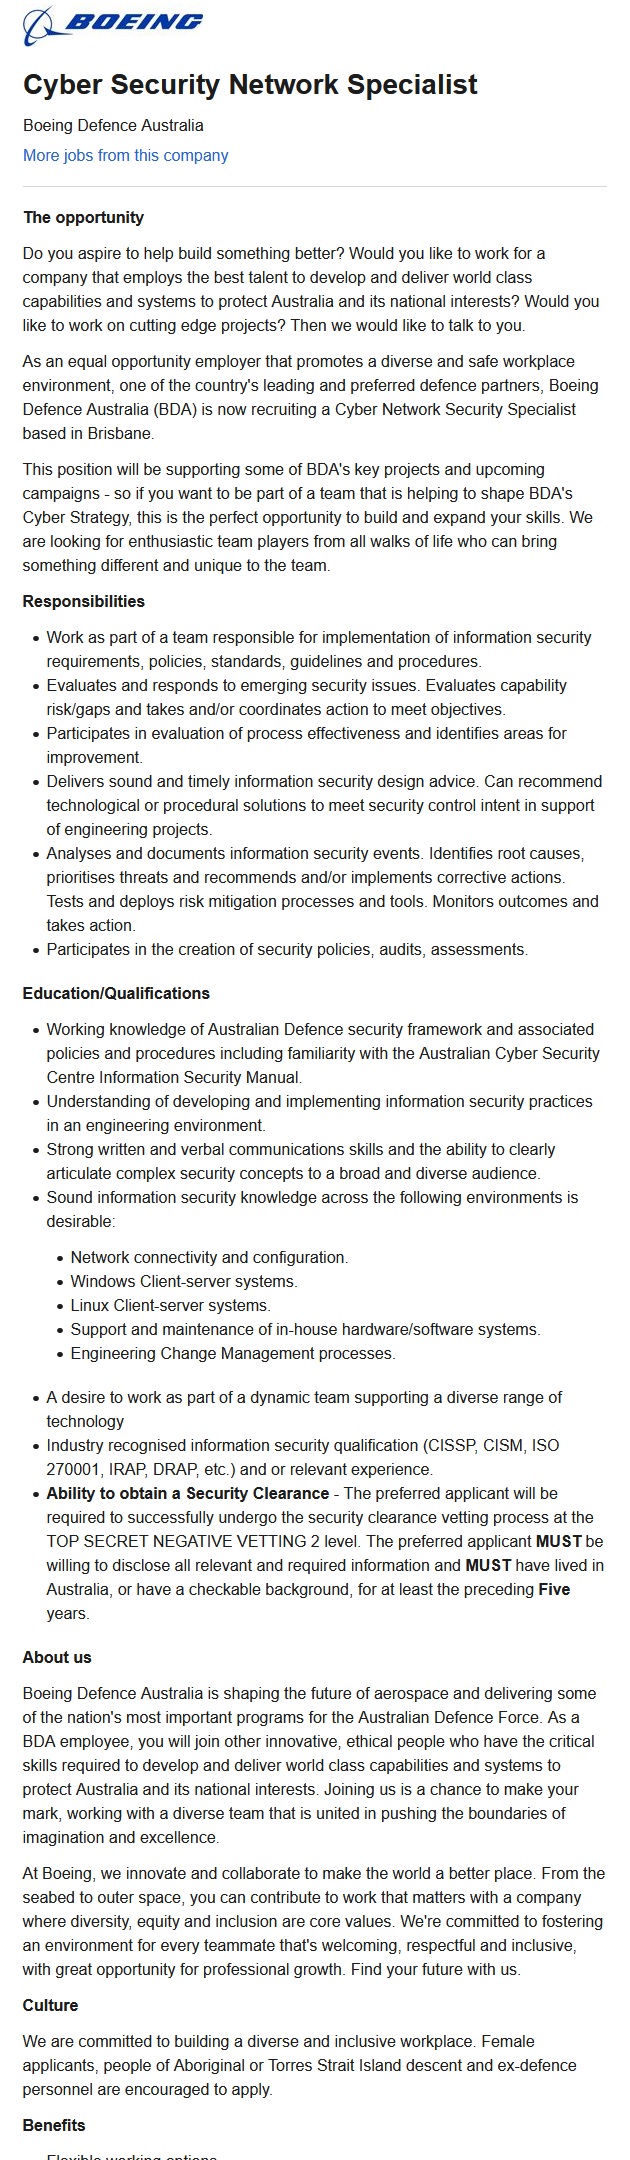 BOEING
Cyber Security Network Specialist
Boeing Defence Australia
More jobs from this company
The opportunity
Do you aspire to help build something better? Would you like to work for a
company that employs the best talent to develop and deliver world class
capabilities and systems to protect Australia and its national interests? Would you
like to work on cutting edge projects? Then we would like to talk to you.
As an equal opportunity employer that promotes a diverse and safe workplace
environment, one of the country's leading and preferred defence partners, Boeing
Defence Australia (BDA) is now recruiting a Cyber Network Security Specialist
based in Brisbane.
This position will be supporting some of BDA's key projects and upcoming
campaigns - so if you want to be part of a team that is helping to shape BDA's
Cyber Strategy, this is the perfect opportunity to build and expand your skills. We
are looking for enthusiastic team players from all walks of life who can bring
something different and unique to the team.
Responsibilities
• Work as part of a team responsible for implementation of information security
requirements, policies, standards, guidelines and procedures.
• Evaluates and responds to emerging security issues. Evaluates capability
risk/gaps and takes and/or coordinates action to meet objectives.
• Participates in evaluation of process effectiveness and identifies areas for
improvement.
• Delivers sound and timely information security design advice. Can recommend
technological or procedural solutions to meet security control intent in support
of engineering projects.
• Analyses and documents information security events. Identifies root causes,
prioritises threats and recommends and/or implements corrective actions.
Tests and deploys risk mitigation processes and tools. Monitors outcomes and
takes action.
• Participates in the creation of security policies, audits, assessments.
Education/Qualifications
• Working knowledge of Australian Defence security framework and associated
policies and procedures including familiarity with the Australian Cyber Security
Centre Information Security Manual.
• Understanding of developing and implementing information security practices
in an engineering environment.
• Strong written and verbal communications skills and the ability to clearly
articulate complex security concepts to a broad and diverse audience.
• Sound information security knowledge across the following environments is
desirable:
• Network connectivity and configuration.
• Windows Client-server systems.
• Linux Client-server systems.
• Support and maintenance of in-house hardware/software systems.
• Engineering Change Management processes.
• A desire to work as part of a dynamic team supporting a diverse range of
technology
• Industry recognised information security qualification (CISSP, CISM, ISO
270001, IRAP, DRAP, etc.) and or relevant experience.
• Ability to obtain a Security Clearance - The preferred applicant will be
required to successfully undergo the security clearance vetting process at the
TOP SECRET NEGATIVE VETTING 2 level. The preferred applicant MUST be
willing to disclose all relevant and required information and MUST have lived in
Australia, or have a checkable background, for at least the preceding Five
years.
About us
Boeing Defence Australia is shaping the future of aerospace and delivering some
of the nation's most important programs for the Australian Defence Force. As a
BDA employee, you will join other innovative, ethical people who have the critical
skills required to develop and deliver world class capabilities and systems to
protect Australia and its national interests. Joining us is a chance to make your
mark, working with a diverse team that is united in pushing the boundaries of
imagination and excellence.
At Boeing, we innovate and collaborate to make the world a better place. From the
seabed to outer space, you can contribute to work that matters with a company
where diversity, equity and inclusion are core values. We're committed to fostering
an environment for every teammate that's welcoming, respectful and inclusive,
with great opportunity for professional growth. Find your future with us.
Culture
We are committed to building a diverse and inclusive workplace. Female
applicants, people of Aboriginal or Torres Strait Island descent and ex-defence
personnel are encouraged to apply.
Benefits
Flexible working options